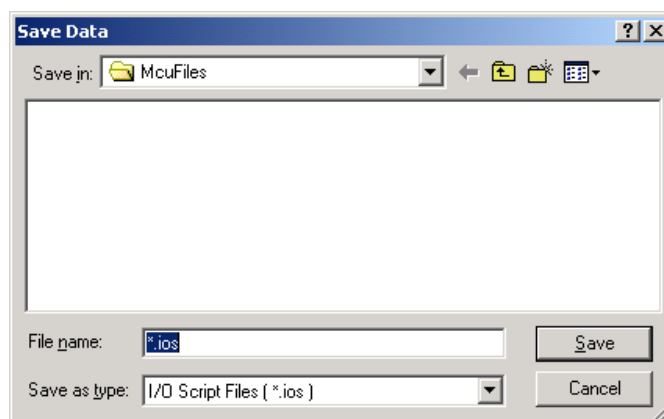 Save Data
Save in: McuFiles
File name: *.ios Save
Save as type: I/O Script Files ( *.ios ) Cancel